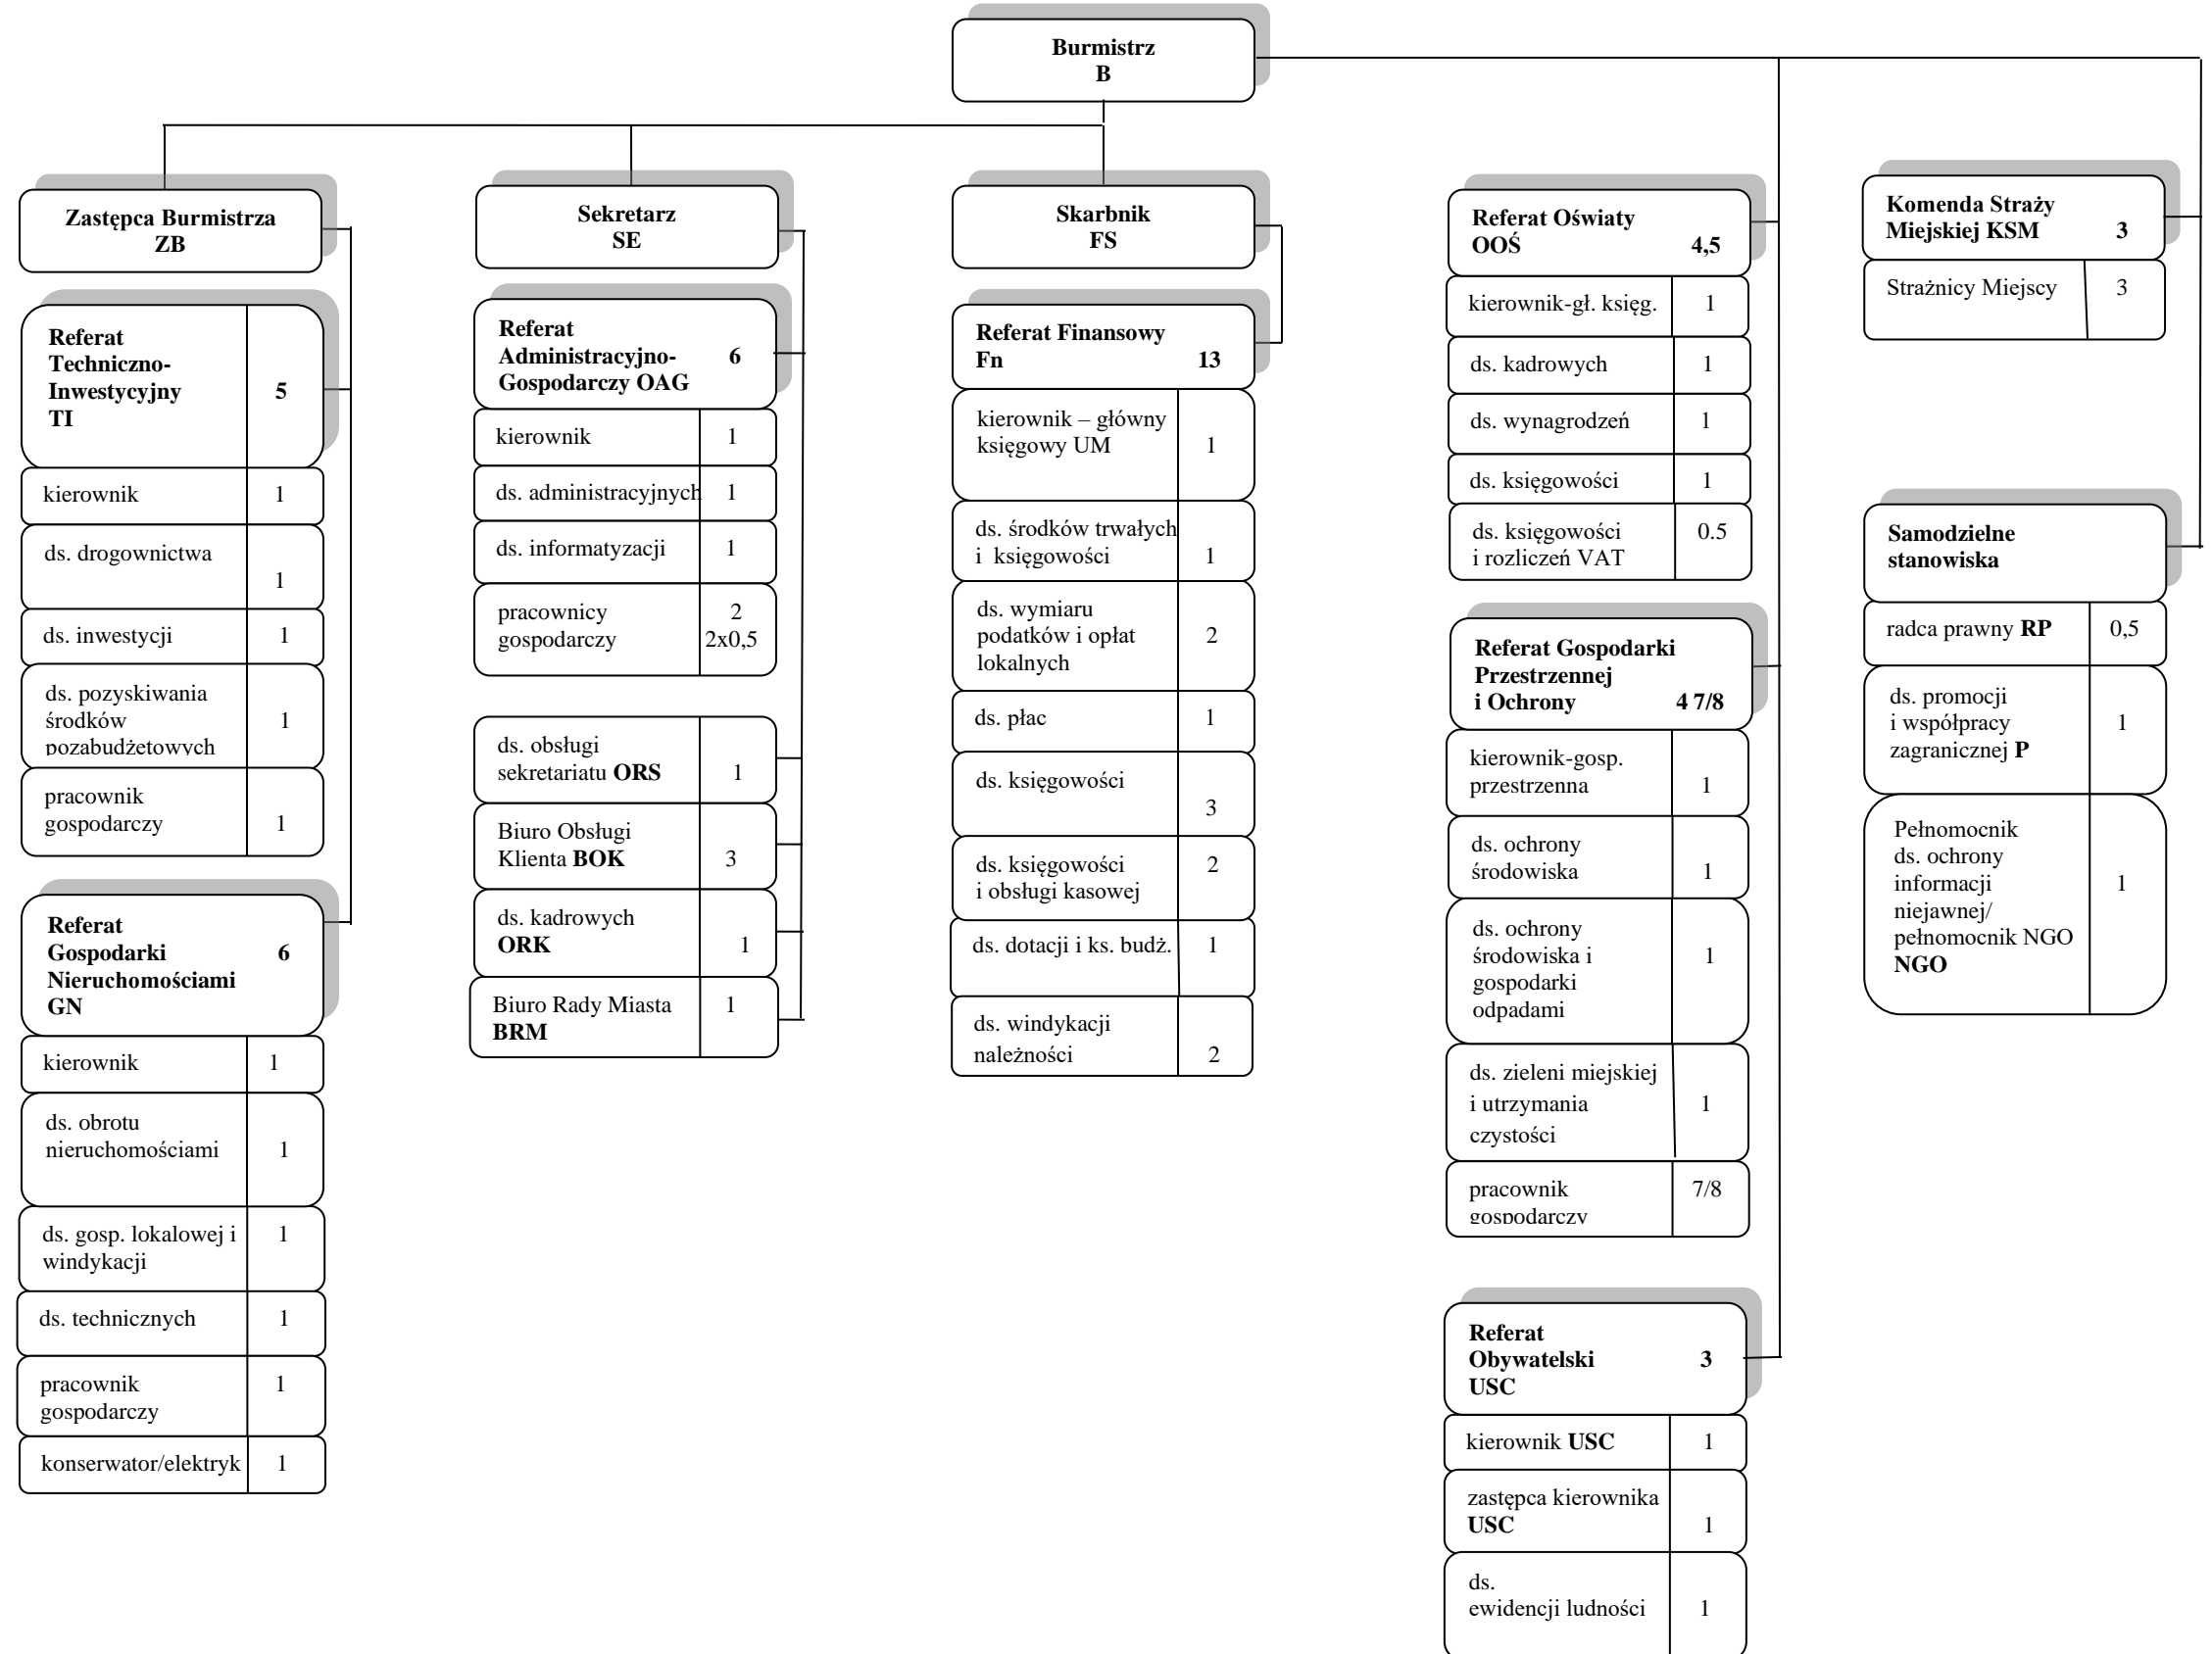 Burmistrz
B
Zastępca Burmistrza
ZB
Referat
Techniczno-
Inwestycyjny 5
TI
kierownik 1
ds. drogownictwa
1
ds. inwestycji 1
ds. pozyskiwania
środków 1
pozabudżetowych
pracownik
gospodarczy 1
Referat
Gospodarki 6
Nieruchomościami
GN
kierownik 1
ds. obrotu
nieruchomościami 1
ds. gosp. lokalowej i 1
windykacji
ds. technicznych 1
pracownik 1
gospodarczy
konserwator/elektryk 1
Sekretarz
SE
Referat
Administracyjno- 6
Gospodarczy OAG
kierownik 1
ds. administracyjnych 1
ds. informatyzacji 1
pracownicy 2
gospodarczy 2x0,5
ds. obsługi
sekretariatu ORS 1
Biuro Obsługi
Klienta BOK 3
ds. kadrowych
ORK 1
Biuro Rady Miasta 1
BRM
Skarbnik
FS
Referat Finansowy
Fn 13
kierownik – główny
księgowy UM 1
ds. środków trwałych
i księgowości 1
ds. wymiaru
podatków i opłat 2
lokalnych
ds. płac 1
ds. księgowości
3
ds. księgowości 2
i obsługi kasowej
ds. dotacji i ks. budż. 1
ds. windykacji
należności 2
Referat Oświaty
OOŚ 4,5
kierownik-gł. księg. 1
ds. kadrowych 1
ds. wynagrodzeń 1
ds. księgowości 1
ds. księgowości 0.5
i rozliczeń VAT
Referat Gospodarki
Przestrzennej
i Ochrony 4 7/8
kierownik-gosp.
przestrzenna 1
ds. ochrony
środowiska 1
ds. ochrony
środowiska i 1
gospodarki
odpadami
ds. zieleni miejskiej
i utrzymania 1
czystości
pracownik 7/8
gospodarczy
Referat
Obywatelski 3
USC
kierownik USC 1
zastępca kierownika
USC 1
ds.
ewidencji ludności 1
Komenda Straży
Miejskiej KSM 3
Strażnicy Miejscy 3
Samodzielne
stanowiska
radca prawny RP 0,5
ds. promocji
i współpracy 1
zagranicznej P
Pełnomocnik
ds. ochrony
informacji 1
niejawnej/
pełnomocnik NGO
NGO